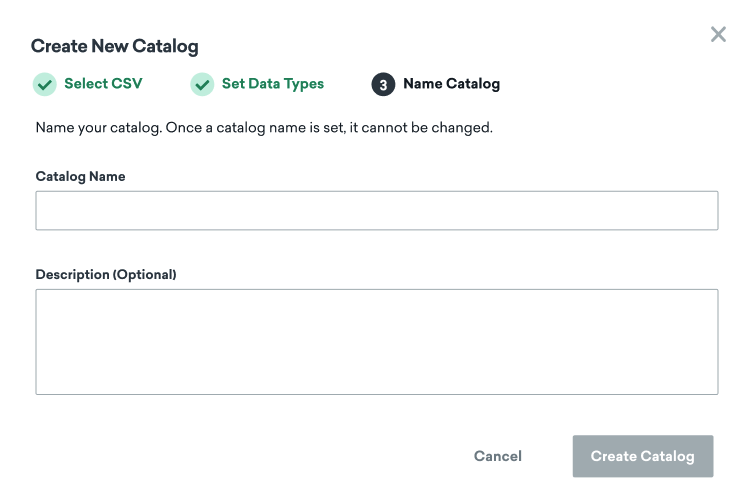 Create New Catalog
Select CSV Set Data Types 3 Name Catalog
Name your catalog. Once a catalog name is set, it cannot be changed.
Catalog Name
Description (Optional)
Cancel Create Catalog